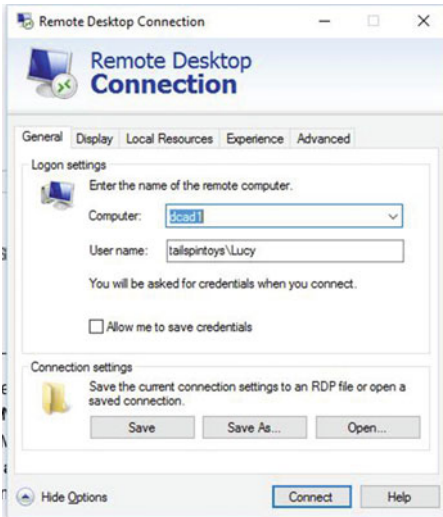 Remote Desktop Connection
Remote Desktop
Connection
General Display Local Resources Experience Advanced
Logon settings
Enter the name of the remote computer.
Computer: dcad1
User name: tailspintoys\Lucy
You will be asked for credentials when you connect.
Allow me to save credentials
Connection settings
Save the current connection settings to an RDP file or open a
saved connection.
Save Save As... Open...
Hide Options Connect Help